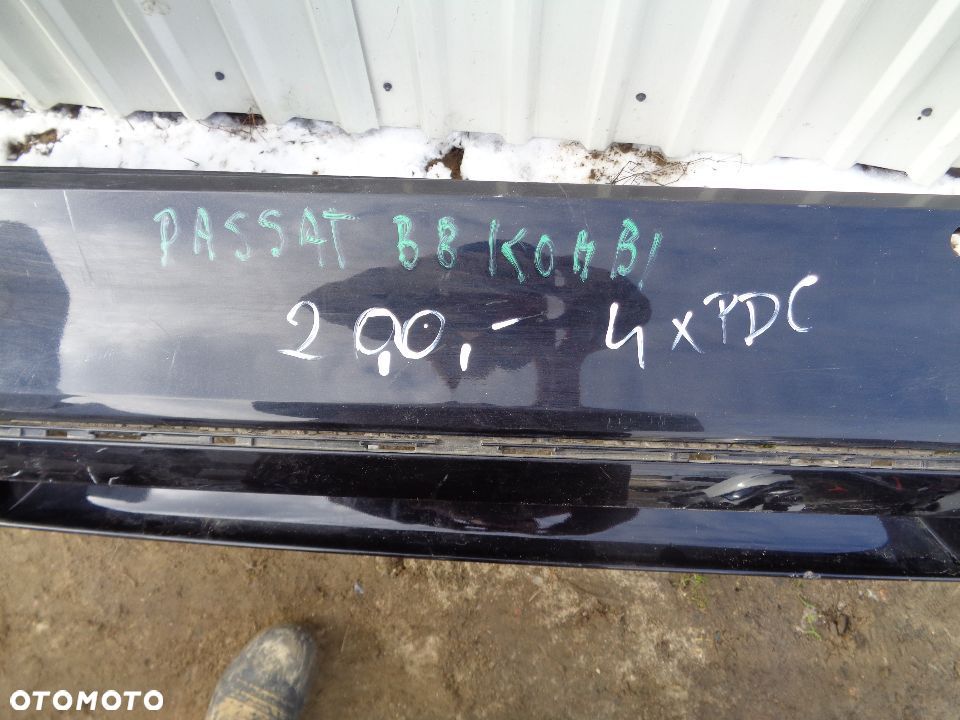 PASSAT B8 KOMBI
200,- 4xPDC
OTOMOTO